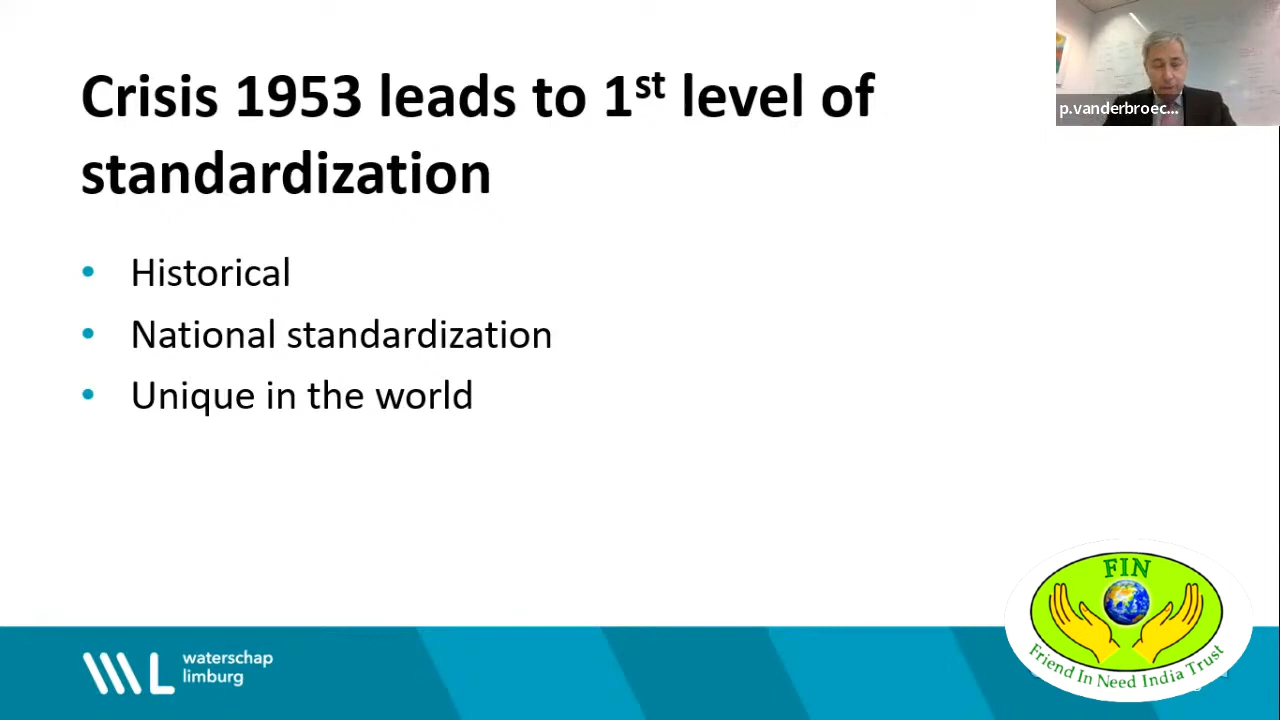 Crisis 1953 leads to 1st level of
standardization
• Historical
• National standardization
• Unique in the world
p.vanderbroec...
waterschap
limburg
FIN
Friend In Need India Trust